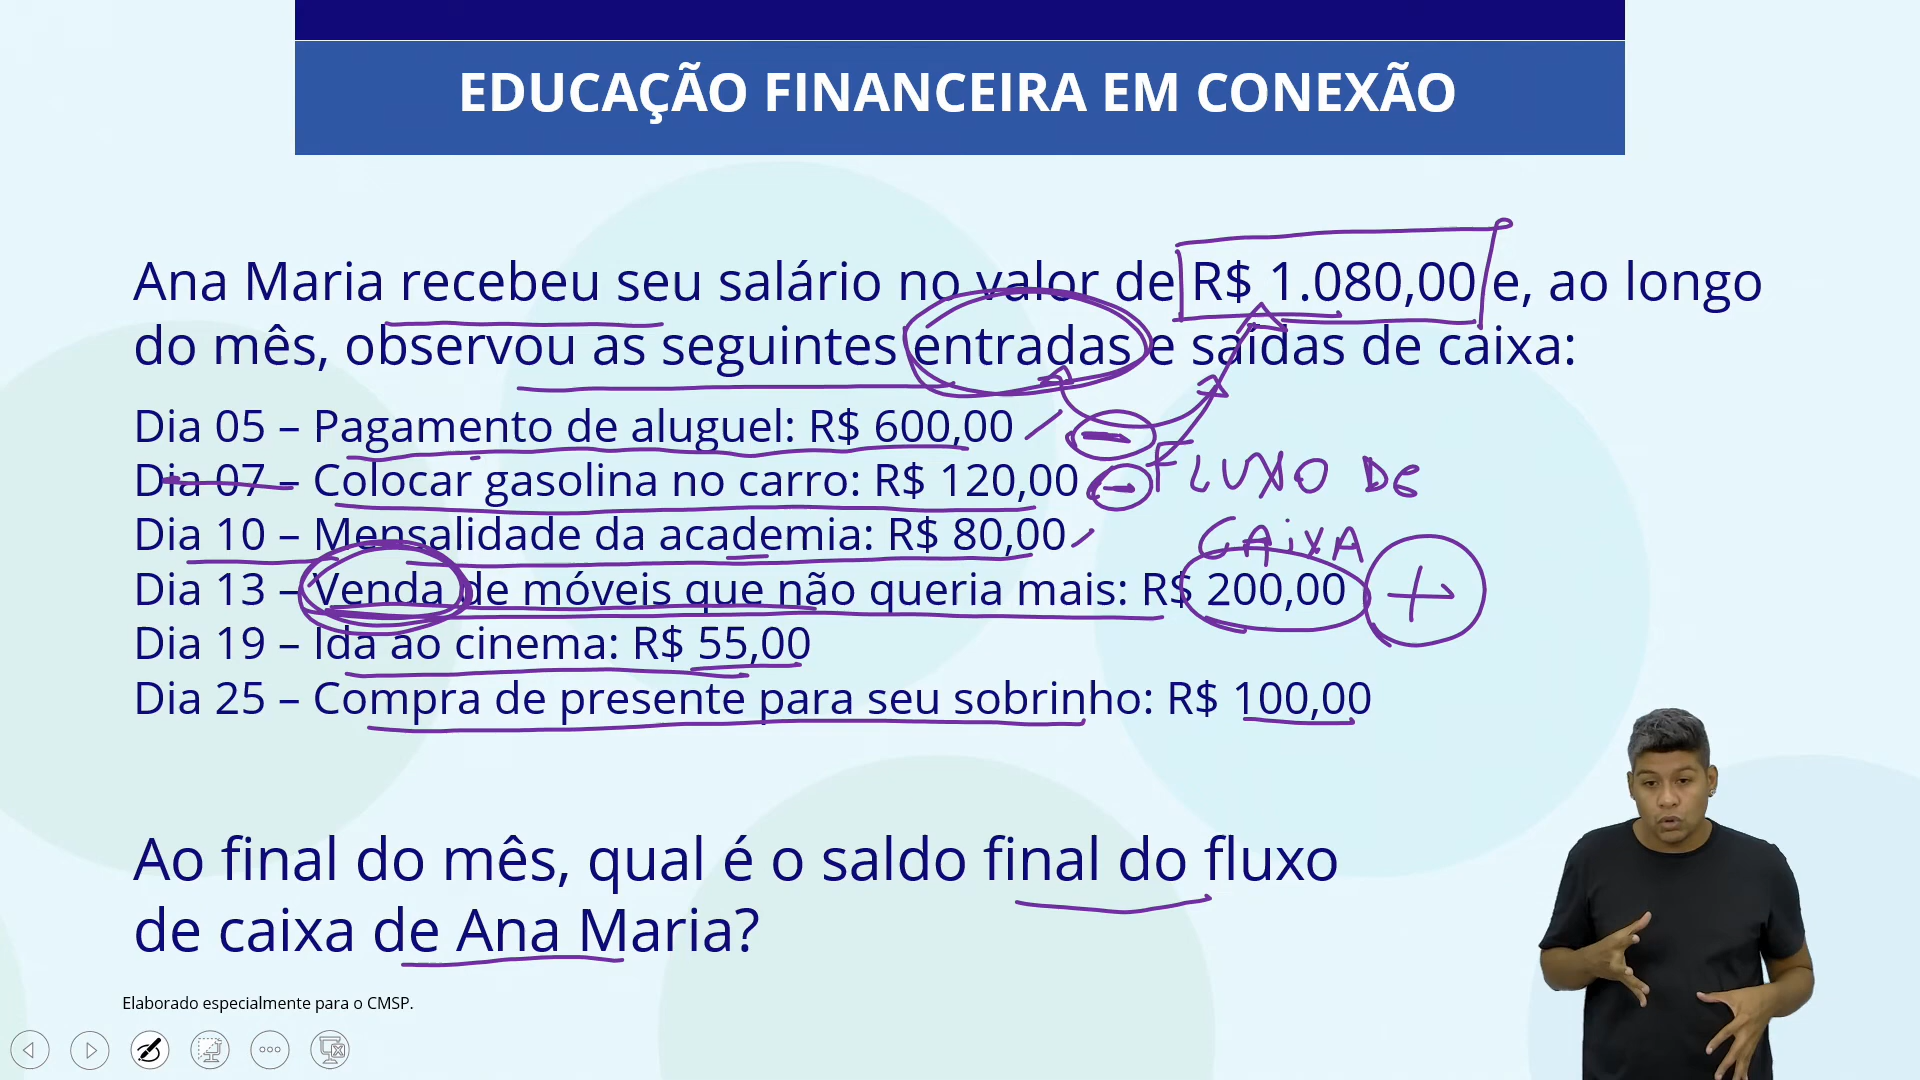 EDUCAÇÃO FINANCEIRA EM CONEXÃO
Ana Maria recebeu seu salário no valor de R$ 1.080,00 e, ao longo
do mês, observou as seguintes entradas e saídas de caixa:
Dia 05 – Pagamento de aluguel: R$ 600,00 –
Dia 07 – Colocar gasolina no carro: R$ 120,00 – FLUXO DE
Dia 10 – Mensalidade da academia: R$ 80,00 CAIXA
Dia 13 – Venda de móveis que não queria mais: R$ 200,00 +
Dia 19 – Ida ao cinema: R$ 55,00
Dia 25 – Compra de presente para seu sobrinho: R$ 100,00
Ao final do mês, qual é o saldo final do fluxo
de caixa de Ana Maria?
Elaborado especialmente para o CMSP.